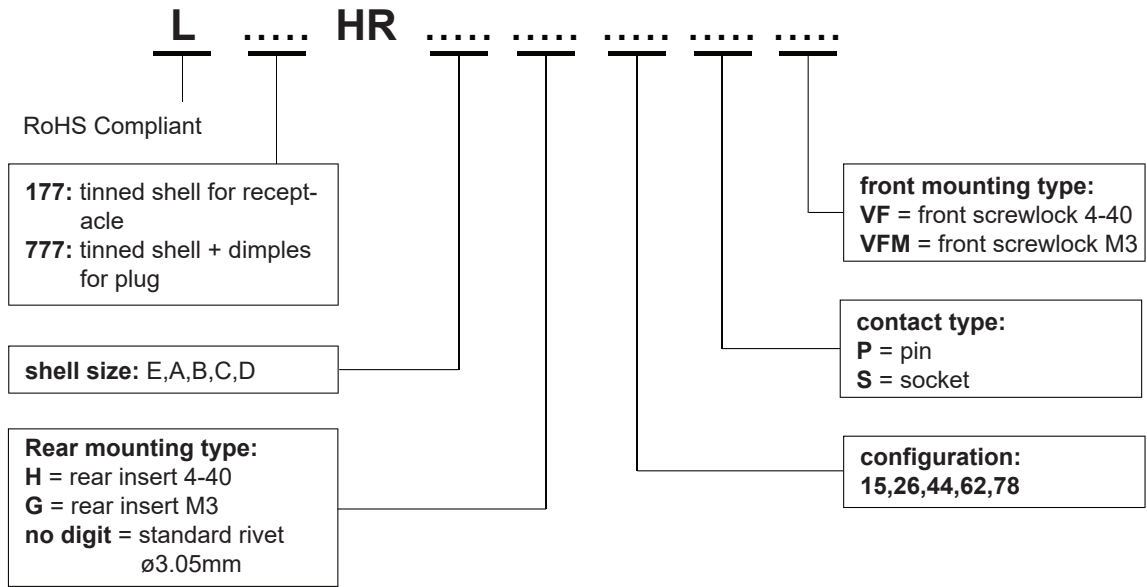 L ..... HR ..... ..... ..... ..... .....
RoHS Compliant
177: tinned shell for recept-
acle
777: tinned shell + dimples
for plug
shell size: E,A,B,C,D
Rear mounting type:
H = rear insert 4-40
G = rear insert M3
no digit = standard rivet
ø3.05mm
front mounting type:
VF = front screwlock 4-40
VFM = front screwlock M3
contact type:
P = pin
S = socket
configuration:
15,26,44,62,78